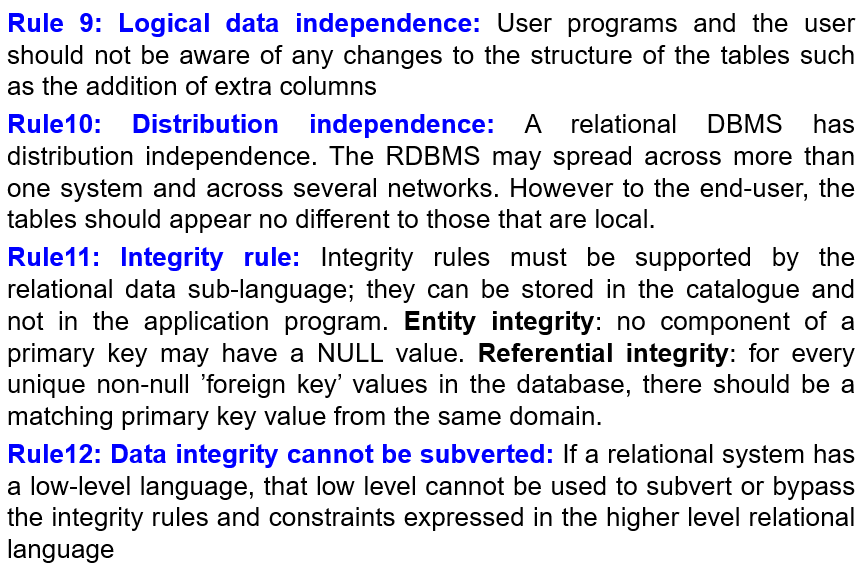 Rule 9: Logical data independence: User programs and the user
should not be aware of any changes to the structure of the tables such
as the addition of extra columns
Rule10: Distribution independence: A relational DBMS has
distribution independence. The RDBMS may spread across more than
one system and across several networks. However to the end-user, the
tables should appear no different to those that are local.
Rule11: Integrity rule: Integrity rules must be supported by the
relational data sub-language; they can be stored in the catalogue and
not in the application program. Entity integrity: no component of a
primary key may have a NULL value. Referential integrity: for every
unique non-null ’foreign key’ values in the database, there should be a
matching primary key value from the same domain.
Rule12: Data integrity cannot be subverted: If a relational system has
a low-level language, that low level cannot be used to subvert or bypass
the integrity rules and constraints expressed in the higher level relational
language